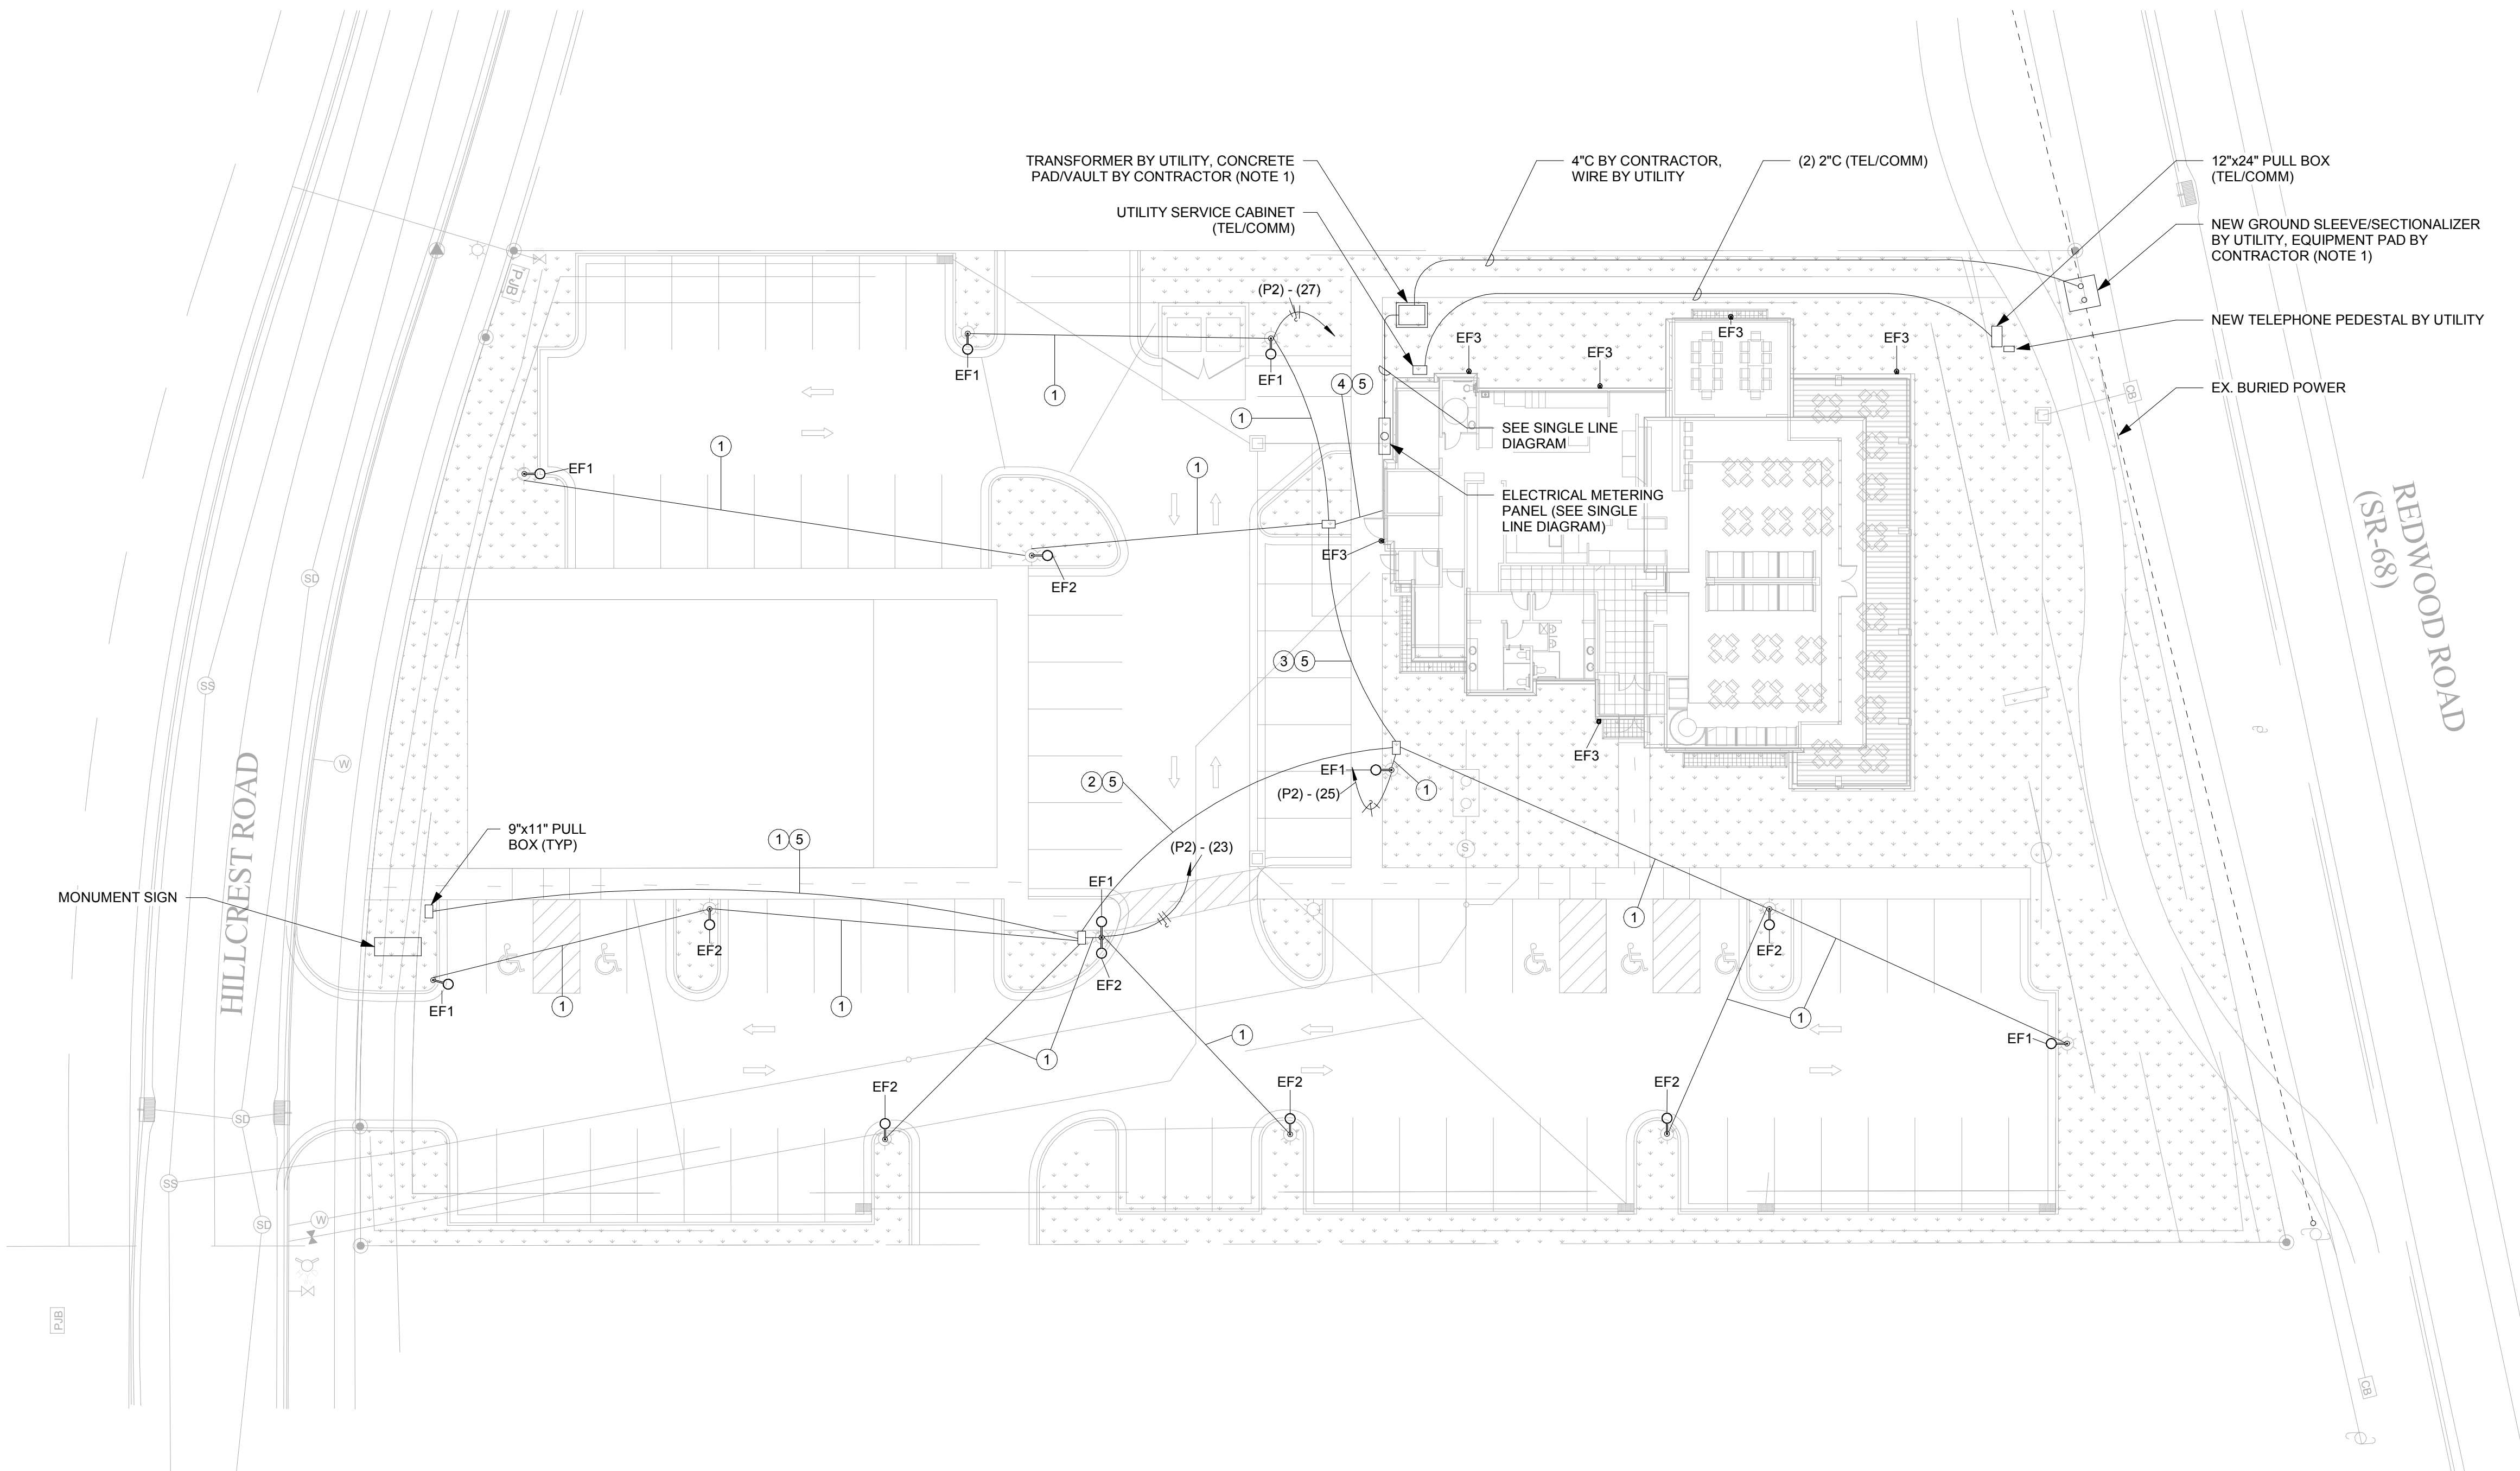 TRANSFORMER BY UTILITY, CONCRETE
PAD/VAULT BY CONTRACTOR (NOTE 1)
4"C BY CONTRACTOR,
WIRE BY UTILITY
(2) 2"C (TEL/COMM)
12"x24" PULL BOX
(TEL/COMM)
UTILITY SERVICE CABINET
(TEL/COMM)
NEW GROUND SLEEVE/SECTIONALIZER
BY UTILITY, EQUIPMENT PAD BY
CONTRACTOR (NOTE 1)
PJB
(P2) - (27)
NEW TELEPHONE PEDESTAL BY UTILITY
EF3
EF3
EF3
EF3
EF1
EF1
1
4
5
CB
EX. BURIED POWER
1
SEE SINGLE LINE
DIAGRAM
1
EF1
1
ELECTRICAL METERING
PANEL (SEE SINGLE
LINE DIAGRAM)
REDWOOD ROAD
(SR-68)
EF3
SD
EF2
3
5
SS
EF3
W
EF1
2
5
(P2) - (25)
1
HILLCREST ROAD
9"x11" PULL
BOX (TYP)
1
5
(P2) - (23)
S
EF1
MONUMENT SIGN
1
EF2
EF2
EF2
1
1
EF1
1
1
1
EF1
EF2
EF2
EF2
SD
SS
W
SD
PJB
CB